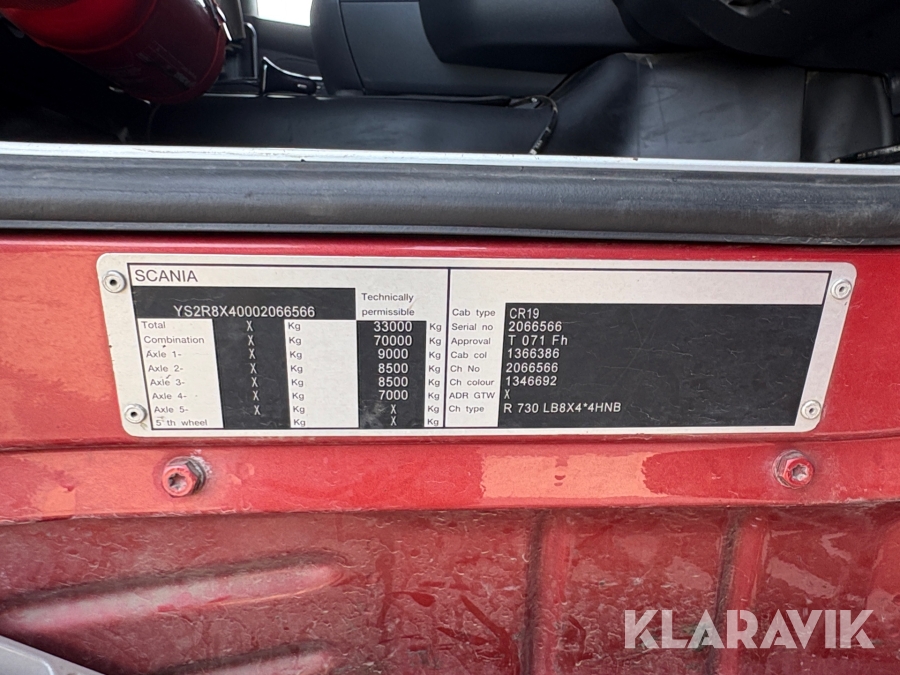 SCANIA
YS2R8X40002066566
Technically
permissible
Total X Kg 33000 Kg
Combination X Kg 70000 Kg
Axle 1- X Kg 9000 Kg
Axle 2- X Kg 8500 Kg
Axle 3- X Kg 8500 Kg
Axle 4- X Kg 7000 Kg
Axle 5- X Kg X Kg
5'th wheel Kg X Kg
Cab type CR19
Serial no 2066566
Approval T 071 Fh
Cab col 1366386
Ch No 2066566
Ch colour 1346692
ADR GTW X
Ch type R 730 LB8X4*4HNB
KLARAVIK